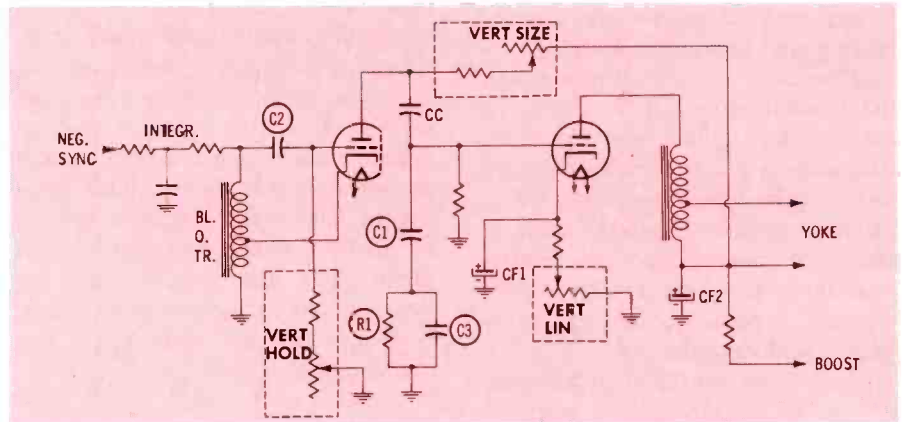 VERT SIZE
C2
CC
NEG.
SYNC
INTEGR.
BL.
O.
TR.
C1
YOKE
CF1
CF2
VERT
HOLD
R1
C3
VERT
LIN
BOOST